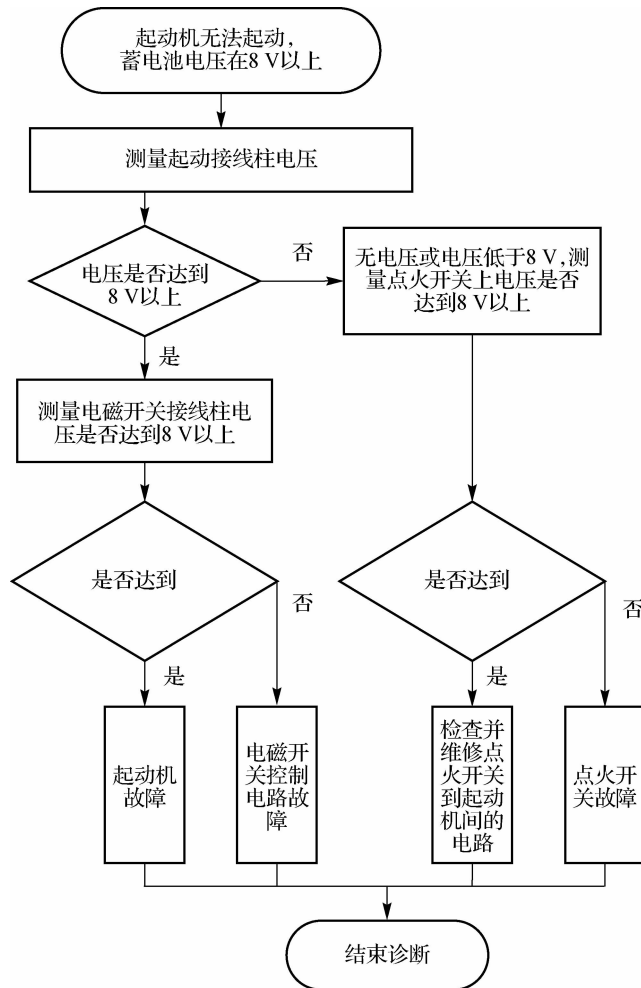 起动机无法起动，
蓄电池电压在8 V以上
测量起动接线柱电压
电压是否达到
8 V以上
否
无电压或电压低于8 V，测
量点火开关上电压是否
达到8 V以上
是
测量电磁开关接线柱电
压是否达到8 V以上
是否达到
否
是否达到
否
是
是
起动机
故障
电磁开
关控制
电路故
障
检查并
维修点
火开关
到起动
机间的
电路
点火开
关故障
结束诊断